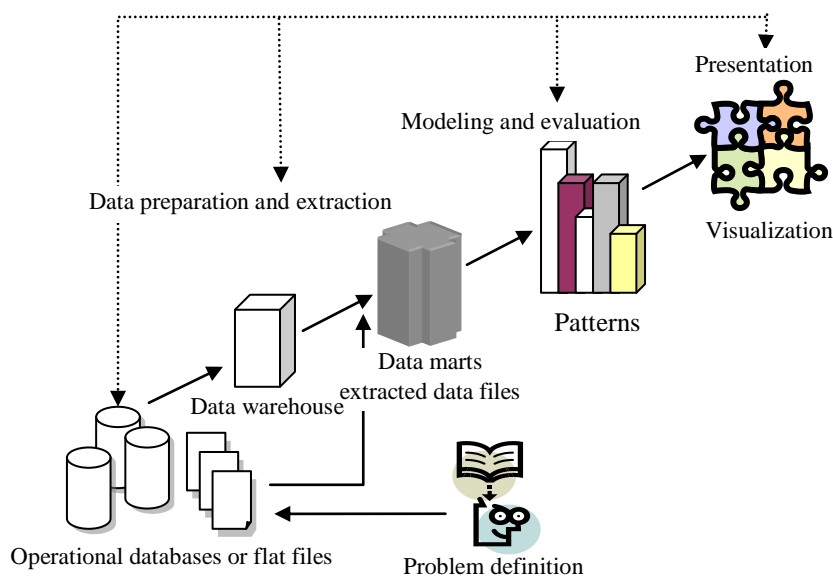 Presentation
Modeling and evaluation
Data preparation and extraction
Visualization
Patterns
Data marts
extracted data files
Data warehouse
Operational databases or flat files
Problem definition